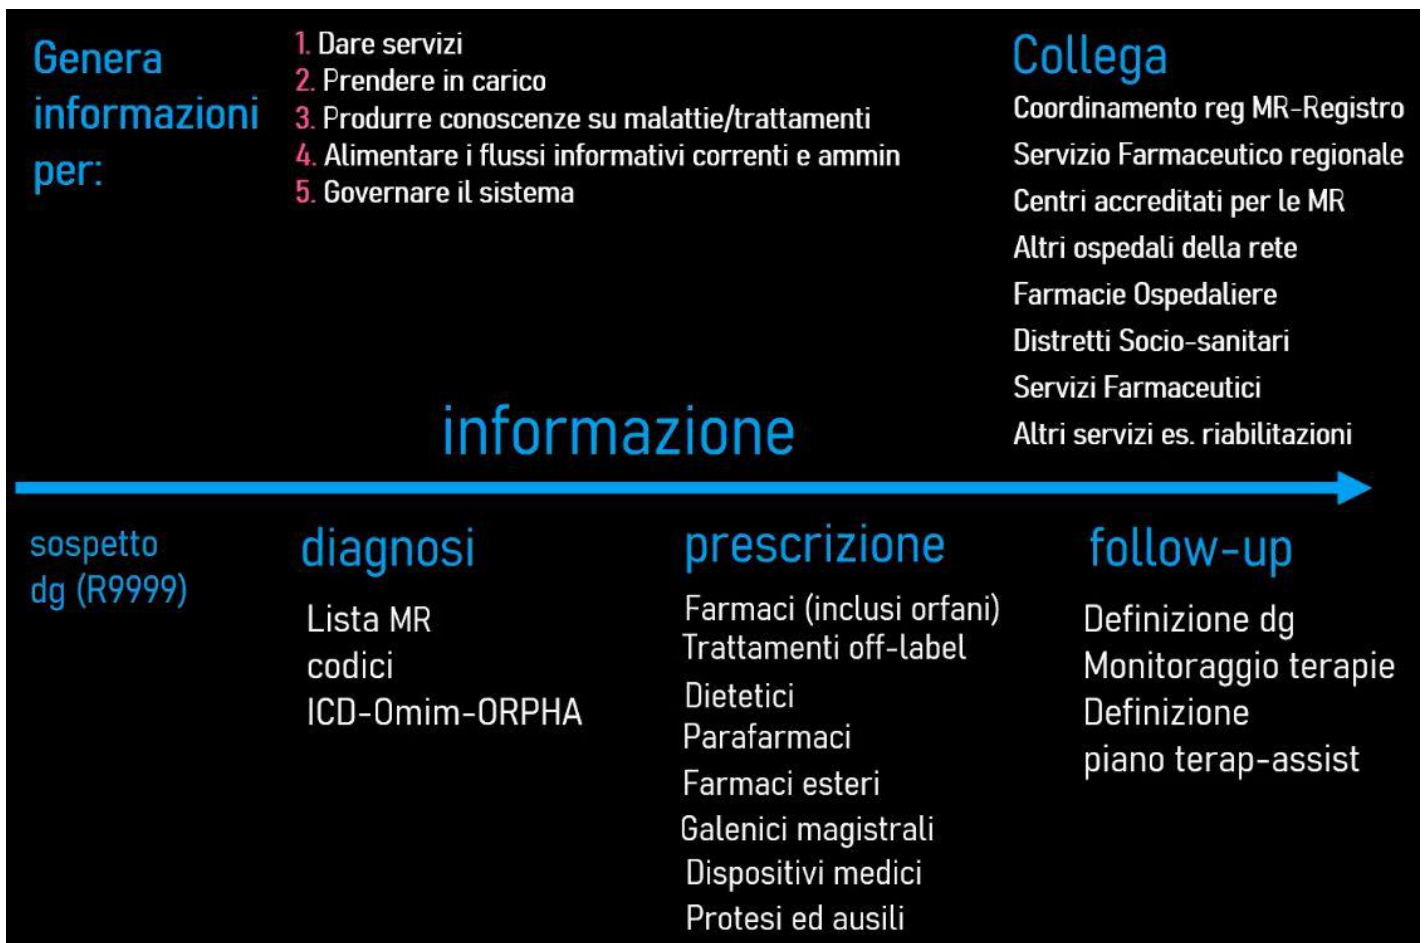 Genera
informazioni
per:
1. Dare servizi
2. Prendere in carico
3. Produrre conoscenze su malattie/trattamenti
4. Alimentare i flussi informativi correnti e ammin
5. Governare il sistema
Collega
Coordinamento reg MR-Registro
Servizio Farmaceutico regionale
Centri accreditati per le MR
Altri ospedali della rete
Farmacie Ospedaliere
Distretti Socio-sanitari
Servizi Farmaceutici
Altri servizi es. riabilitazioni
informazione
sospetto
dg (R9999)
diagnosi
Lista MR
codici
ICD-Omim-ORPHA
prescrizione
Farmaci (inclusi orfani)
Trattamenti off-label
Dietetici
Parafarmaci
Farmaci esteri
Galenici magistrali
Dispositivi medici
Protesi ed ausili
follow-up
Definizione dg
Monitoraggio terapie
Definizione
piano terap-assist